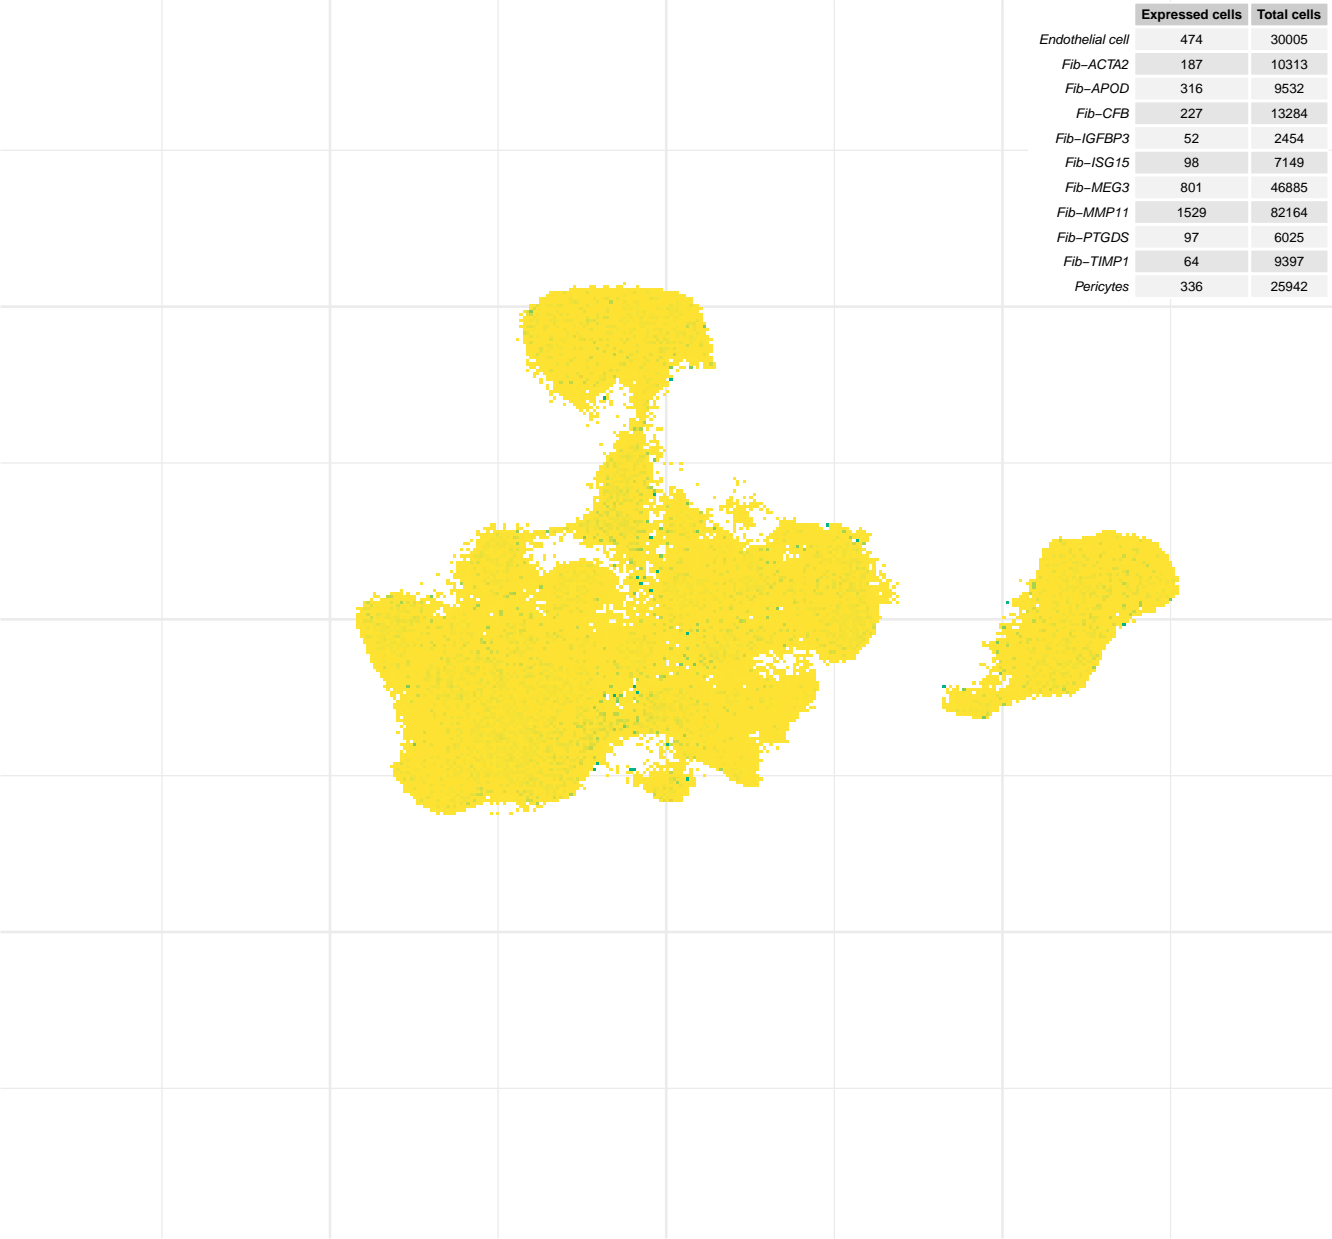 Expressed cells Total cells
Endothelial cell 474 30005
Fib−ACTA2 187 10313
Fib−APOD 316 9532
Fib−CFB 227 13284
Fib−IGFBP3 52 2454
Fib−ISG15 98 7149
Fib−MEG3 801 46885
Fib−MMP11 1529 82164
Fib−PTGDS 97 6025
Fib−TIMP1 64 9397
Pericytes 336 25942